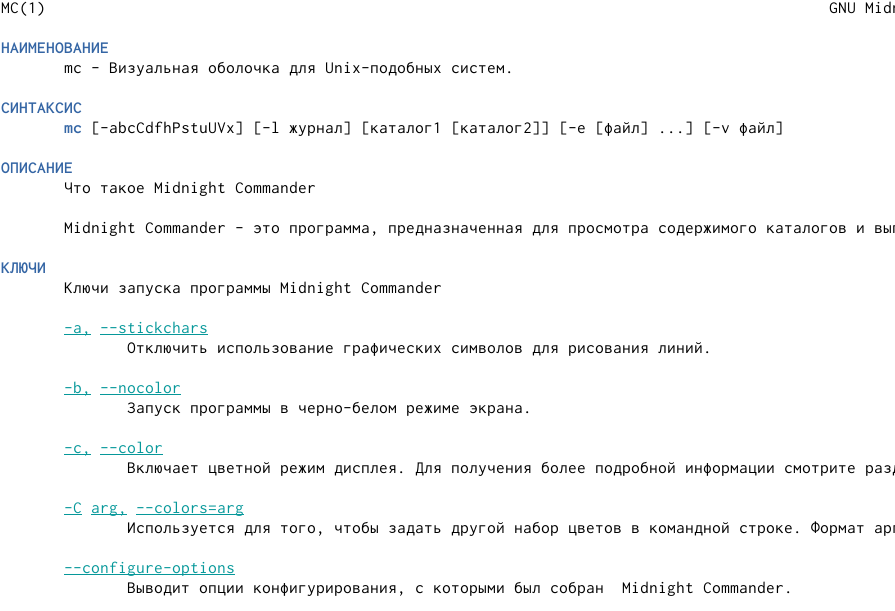 MC(1) GNU
НАИМЕНОВАНИЕ
mc - Визуальная оболочка для Unix-подобных систем.
СИНТАКСИС
mc [-abcCdfhPstuUVx] [-l журнал] [каталог1 [каталог2]] [-e [файл] ...] [-v файл]
ОПИСАНИЕ
Что такое Midnight Commander
Midnight Commander - это программа, предназначенная для просмотра содержимого каталогов и
КЛЮЧИ
Ключи запуска программы Midnight Commander
-a, --stickchars
Отключить использование графических символов для рисования линий.
-b, --nocolor
Запуск программы в черно-белом режиме экрана.
-c, --color
Включает цветной режим дисплея. Для получения более подробной информации смотрите
-C arg, --colors=arg
Используется для того, чтобы задать другой набор цветов в командной строке. Формат
--configure-options
Выводит опции конфигурирования, с которыми был собран  Midnight Commander.